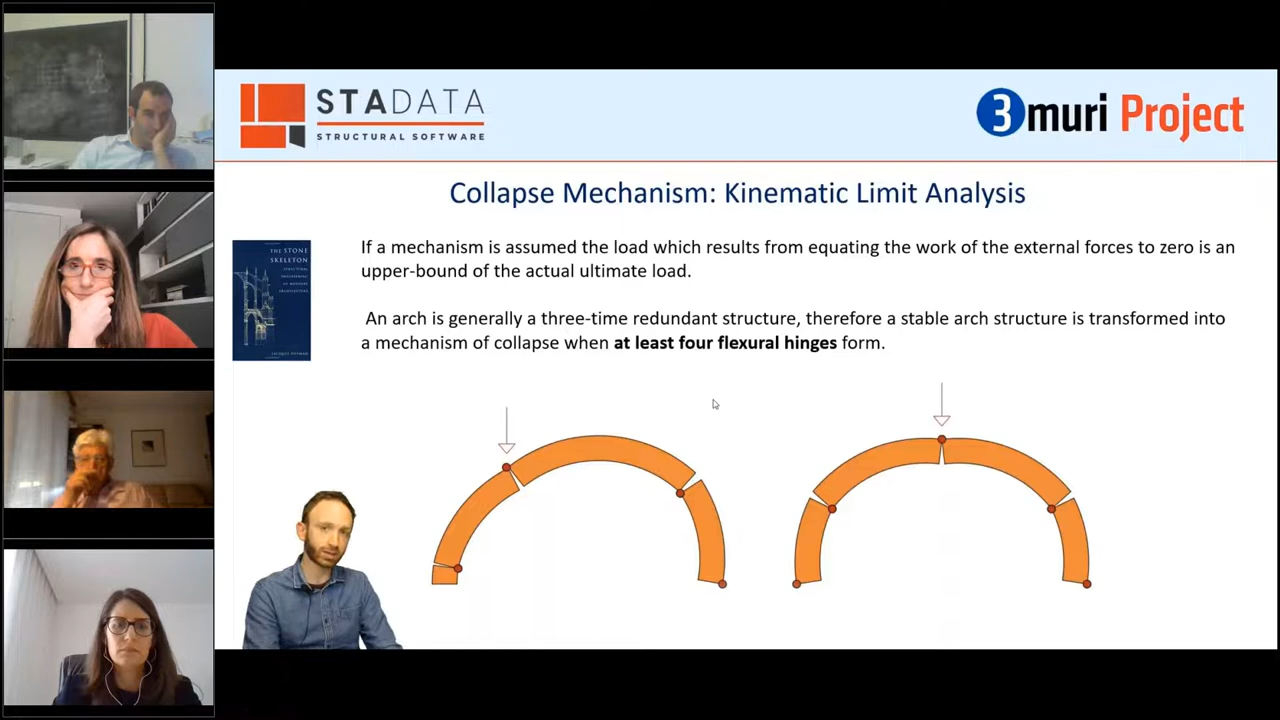 STADATA
STRUCTURAL SOFTWARE
3muri Project
Collapse Mechanism: Kinematic Limit Analysis
THE STONE
SKELETON
If a mechanism is assumed the load which results from equating the work of the external forces to zero is an
upper-bound of the actual ultimate load.
An arch is generally a three-time redundant structure, therefore a stable arch structure is transformed into
a mechanism of collapse when at least four flexural hinges form.